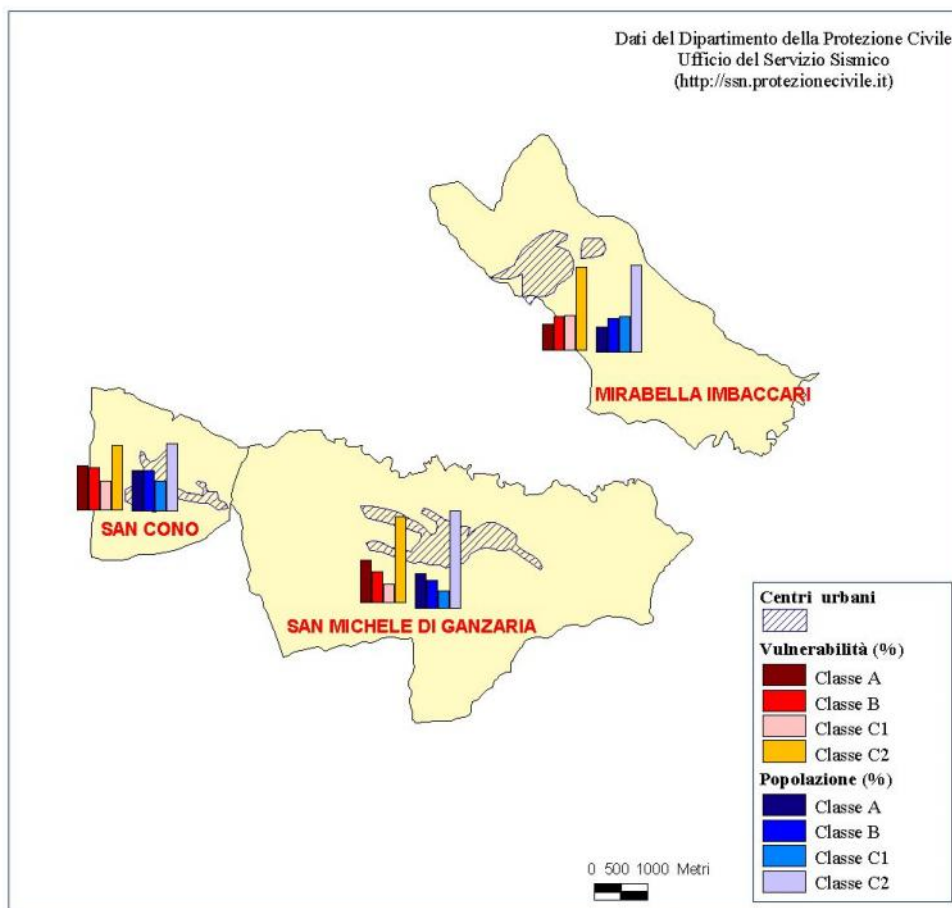 Dati del Dipartimento della Protezione Civile
Ufficio del Servizio Sismico
(http://ssn.protezionecivile.it)
MIRABELLA IMBACCARI
SAN CONO
SAN MICHELE DI GANZARIA
Centri urbani
Vulnerabilità (%)
Classe A
Classe B
Classe C1
Classe C2
Popolazione (%)
Classe A
Classe B
Classe C1
Classe C2
0 500 1000 Metri